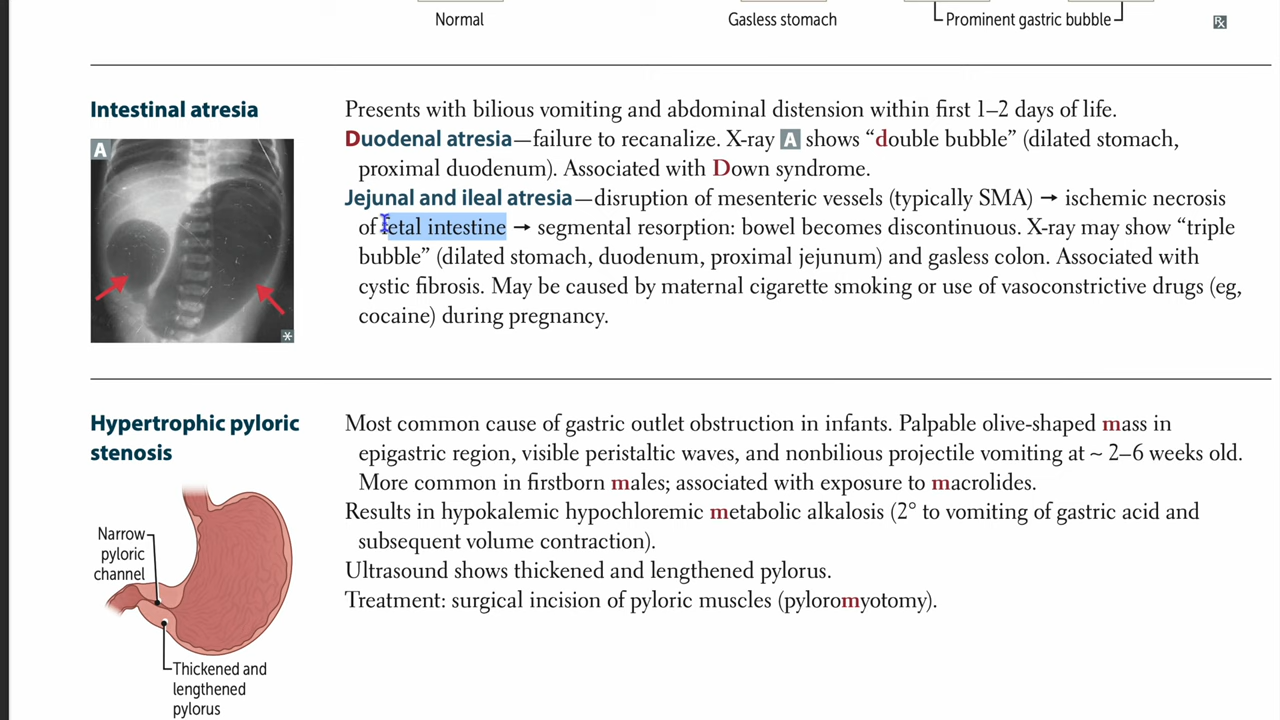 Normal
Gasless stomach
Prominent gastric bubble
Rx
Intestinal atresia
A
*
Presents with bilious vomiting and abdominal distension within first 1–2 days of life.
Duodenal atresia—failure to recanalize. X-ray A shows “double bubble” (dilated stomach,
proximal duodenum). Associated with Down syndrome.
Jejunal and ileal atresia—disruption of mesenteric vessels (typically SMA) → ischemic necrosis
of fetal intestine → segmental resorption: bowel becomes discontinuous. X-ray may show “triple
bubble” (dilated stomach, duodenum, proximal jejunum) and gasless colon. Associated with
cystic fibrosis. May be caused by maternal cigarette smoking or use of vasoconstrictive drugs (eg,
cocaine) during pregnancy.
Hypertrophic pyloric
stenosis
Narrow
pyloric
channel
Thickened and
lengthened
pylorus
Most common cause of gastric outlet obstruction in infants. Palpable olive-shaped mass in
epigastric region, visible peristaltic waves, and nonbilious projectile vomiting at ~ 2–6 weeks old.
More common in firstborn males; associated with exposure to macrolides.
Results in hypokalemic hypochloremic metabolic alkalosis (2° to vomiting of gastric acid and
subsequent volume contraction).
Ultrasound shows thickened and lengthened pylorus.
Treatment: surgical incision of pyloric muscles (pyloromyotomy).